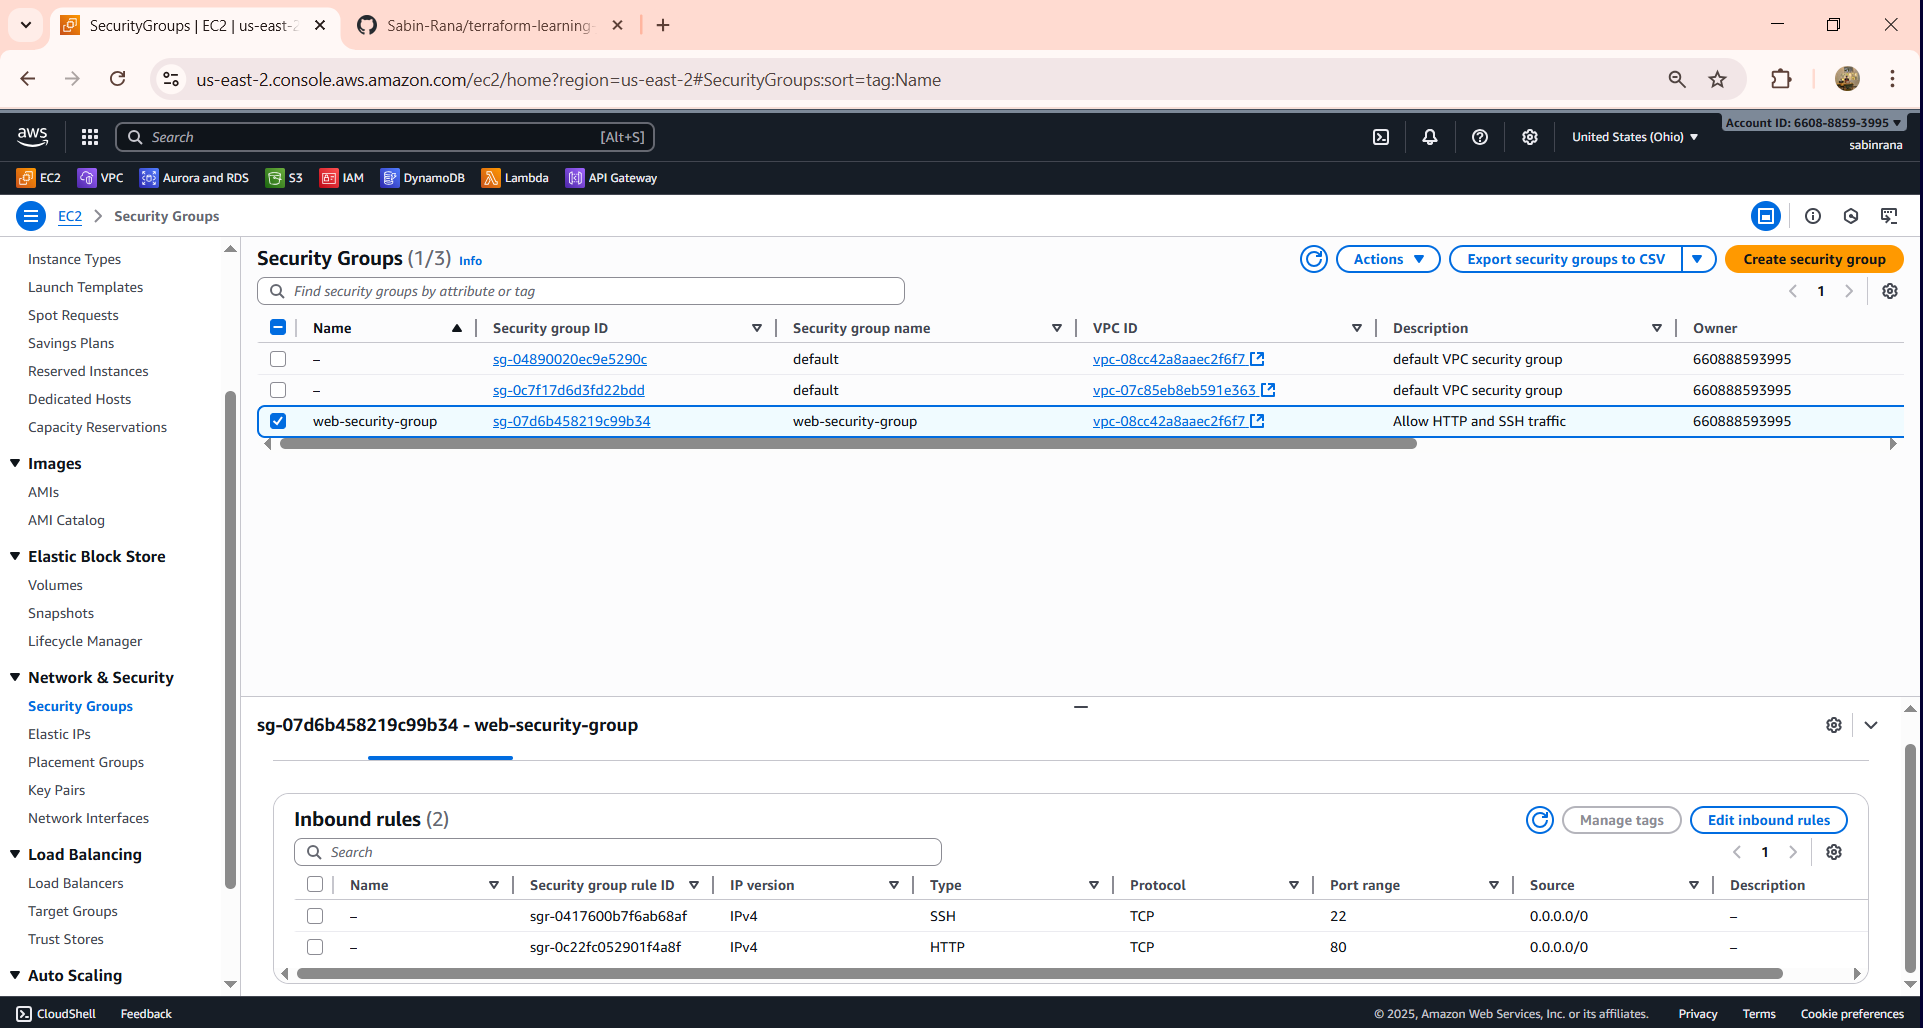 SecurityGroups | EC2 | us-east-2
Sabin-Rana/terraform-learning-
us-east-2.console.aws.amazon.com/ec2/home?region=us-east-2#SecurityGroups:sort=tag:Name
aws
Search
[Alt+S]
United States (Ohio)
Account ID: 6608-8859-3995
sabinrana
EC2
VPC
Aurora and RDS
S3
IAM
DynamoDB
Lambda
API Gateway
EC2 > Security Groups
Instance Types
Launch Templates
Spot Requests
Savings Plans
Reserved Instances
Dedicated Hosts
Capacity Reservations
Images
AMIs
AMI Catalog
Elastic Block Store
Volumes
Snapshots
Lifecycle Manager
Network & Security
Security Groups
Elastic IPs
Placement Groups
Key Pairs
Network Interfaces
Load Balancing
Load Balancers
Target Groups
Trust Stores
Auto Scaling
Security Groups (1/3) Info
Actions
Export security groups to CSV
Create security group
Find security groups by attribute or tag
1
Name Security group ID Security group name VPC ID Description Owner
– sg-04890020ec9e5290c default vpc-08cc42a8aaec2f6f7 default VPC security group 660888593995
– sg-0c7f17d6d3fd22bdd default vpc-07c85eb8eb591e363 default VPC security group 660888593995
web-security-group sg-07d6b458219c99b34 web-security-group vpc-08cc42a8aaec2f6f7 Allow HTTP and SSH traffic 660888593995
sg-07d6b458219c99b34 - web-security-group
Inbound rules (2)
Manage tags
Edit inbound rules
Search
1
Name Security group rule ID IP version Type Protocol Port range Source Description
– sgr-0417600b7f6ab68af IPv4 SSH TCP 22 0.0.0.0/0 –
– sgr-0c22fc052901f4a8f IPv4 HTTP TCP 80 0.0.0.0/0 –
CloudShell
Feedback
© 2025, Amazon Web Services, Inc. or its affiliates.
Privacy
Terms
Cookie preferences